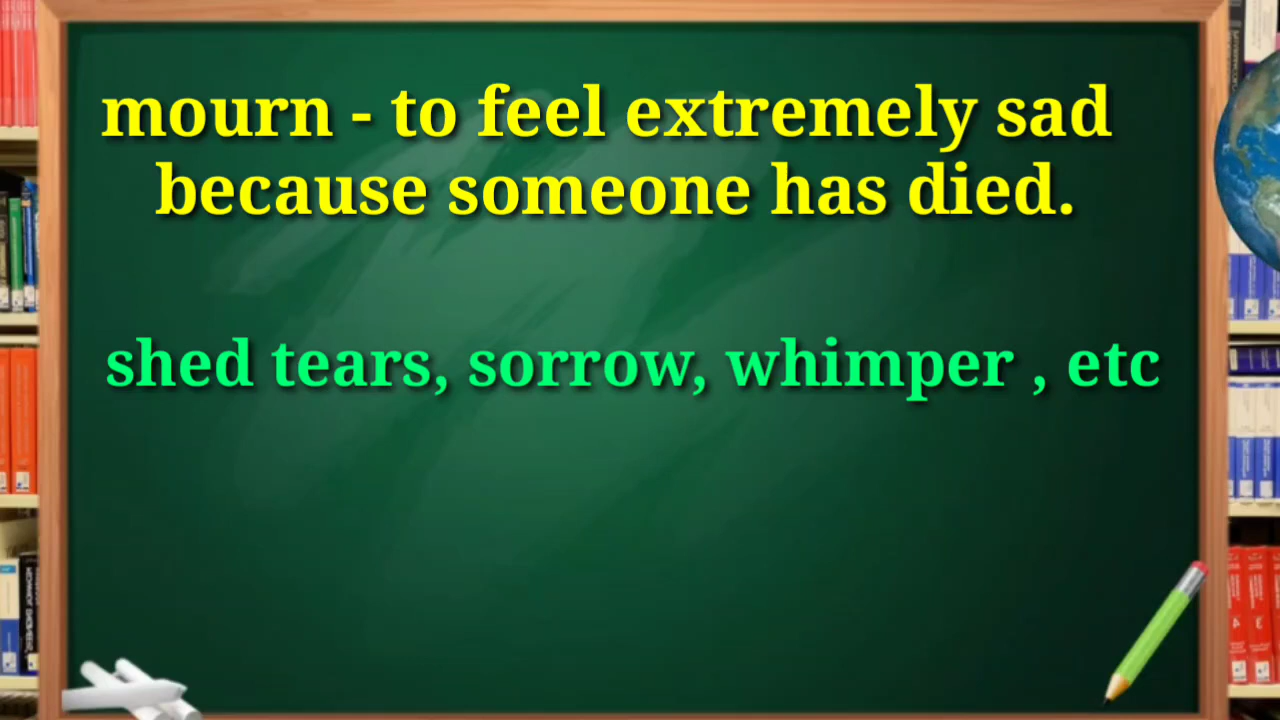 mourn - to feel extremely sad
because someone has died.
shed tears, sorrow, whimper , etc